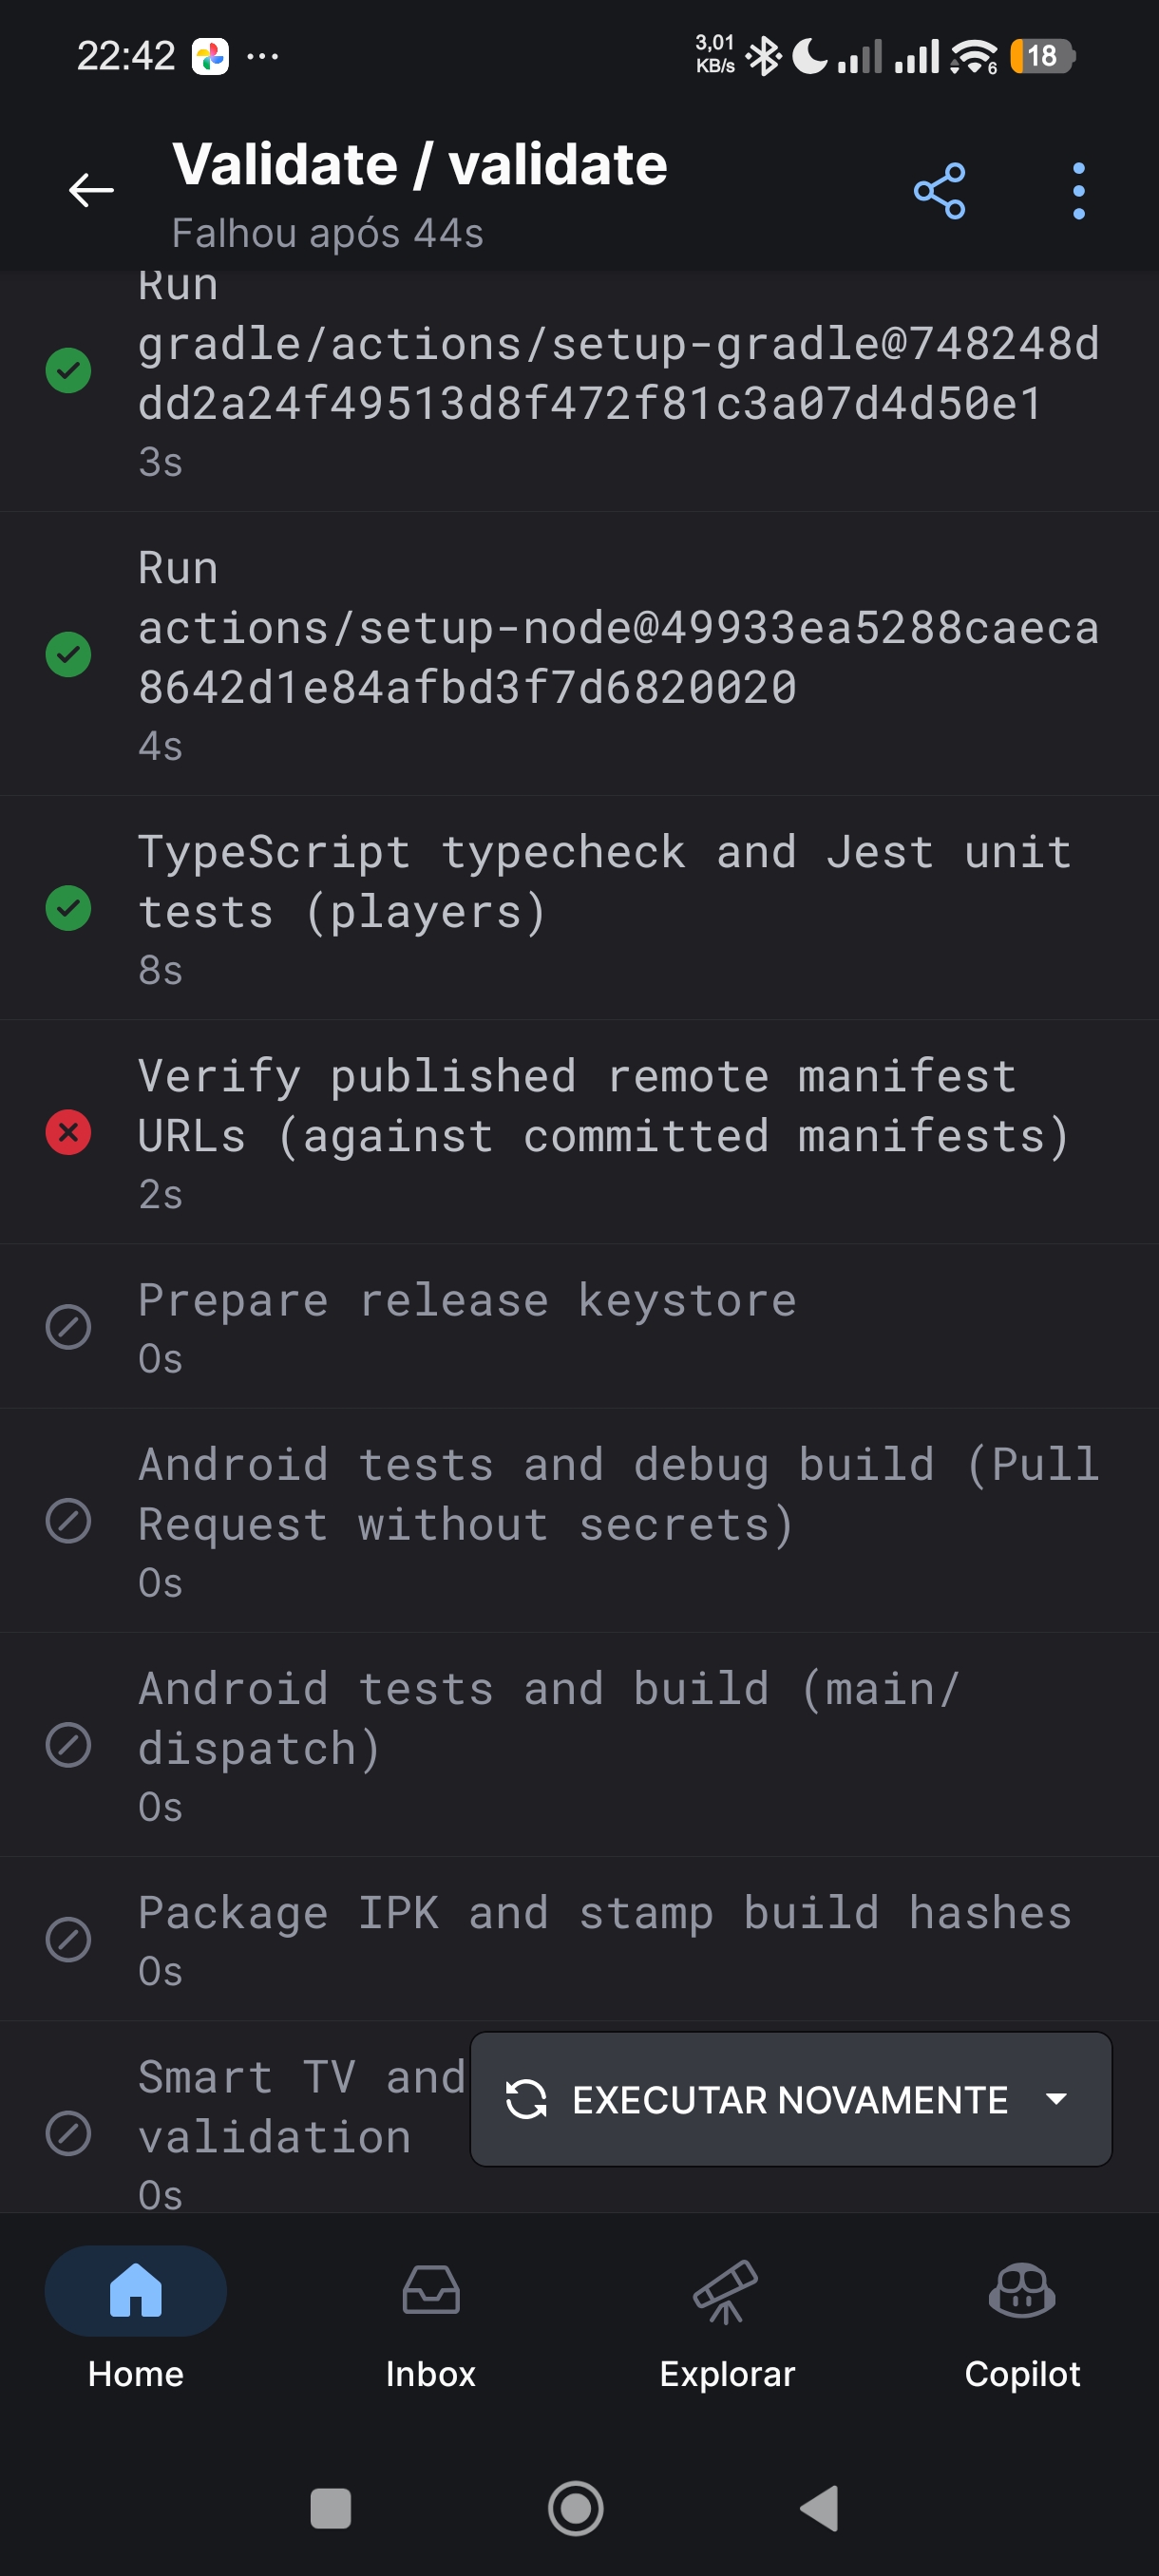 22:42
3,01
KB/s
6
18
Validate / validate
Falhou após 44s
Run
gradle/actions/setup-gradle@748248d
dd2a24f49513d8f472f81c3a07d4d50e1
3s
Run
actions/setup-node@49933ea5288caeca
8642d1e84afbd3f7d6820020
4s
TypeScript typecheck and Jest unit
tests (players)
8s
Verify published remote manifest
URLs (against committed manifests)
2s
Prepare release keystore
0s
Android tests and debug build (Pull
Request without secrets)
0s
Android tests and build (main/
dispatch)
0s
Package IPK and stamp build hashes
0s
Smart TV and
validation
0s
EXECUTAR NOVAMENTE
Home
Inbox
Explorar
Copilot